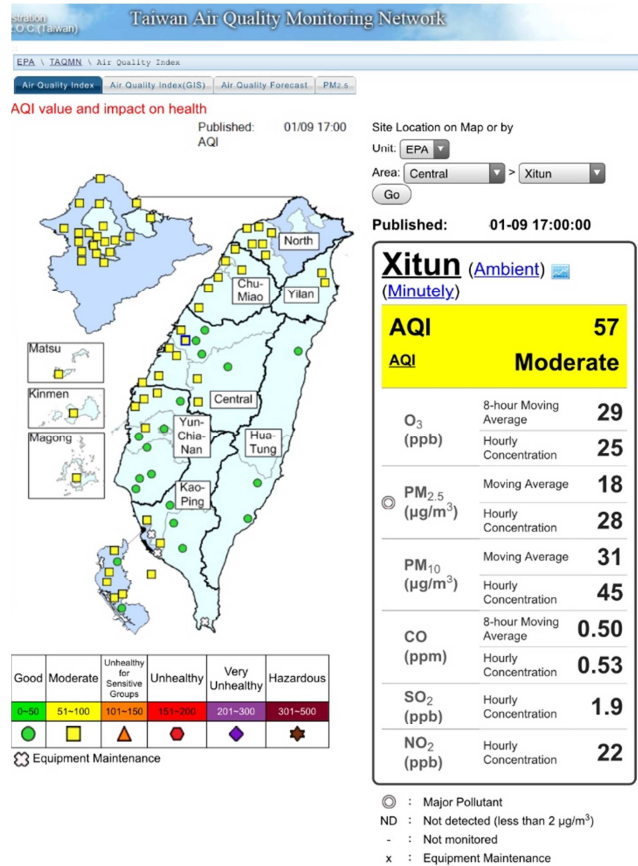 stration
R.O.C.(Taiwan)
Taiwan Air Quality Monitoring Network
EPA \ TAQMN \ Air Quality Index
Air Quality Index
Air Quality Index(GIS)
Air Quality Forecast
PM2.5
AQI value and impact on health
Published: 01/09 17:00
AQI
North
Chu-
Miao
Yilan
Matsu
Kinmen
Magong
Central
Yun-
Chia-
Nan
Hua-
Tung
Kao-
Ping
Good
Moderate
Unhealthy
for
Sensitive
Groups
Unhealthy
Very
Unhealthy
Hazardous
0~50
51~100
101~150
151~200
201~300
301~500
Equipment Maintenance
Site Location on Map or by
Unit: EPA
Area: Central > Xitun
Go
Published: 01-09 17:00:00
Xitun (Ambient)
(Minutely)
AQI 57
AQI Moderate
O3
(ppb)
8-hour Moving
Average
29
Hourly
Concentration
25
PM2.5
(μg/m3)
Moving Average 18
Hourly
Concentration
28
PM10
(μg/m3)
Moving Average 31
Hourly
Concentration
45
CO
(ppm)
8-hour Moving
Average
0.50
Hourly
Concentration
0.53
SO2
(ppb)
Hourly
Concentration
1.9
NO2
(ppb)
Hourly
Concentration
22
◎ : Major Pollutant
ND : Not detected (less than 2 μg/m3)
- : Not monitored
x : Equipment Maintenance